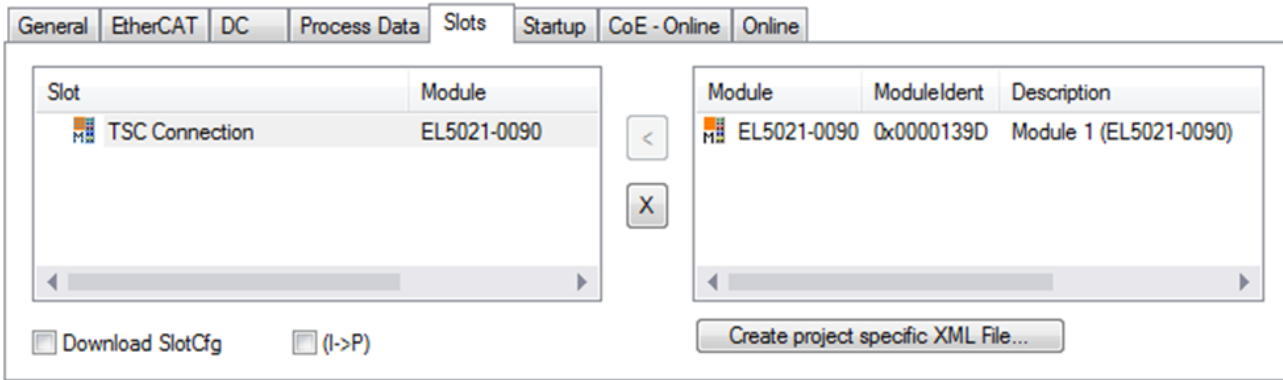 General EtherCAT DC Process Data Slots Startup CoE - Online Online
Slot Module
TSC Connection EL5021-0090
<
X
Module ModuleIdent Description
EL5021-0090 0x0000139D Module 1 (EL5021-0090)
Download SlotCfg (I->P)
Create project specific XML File...